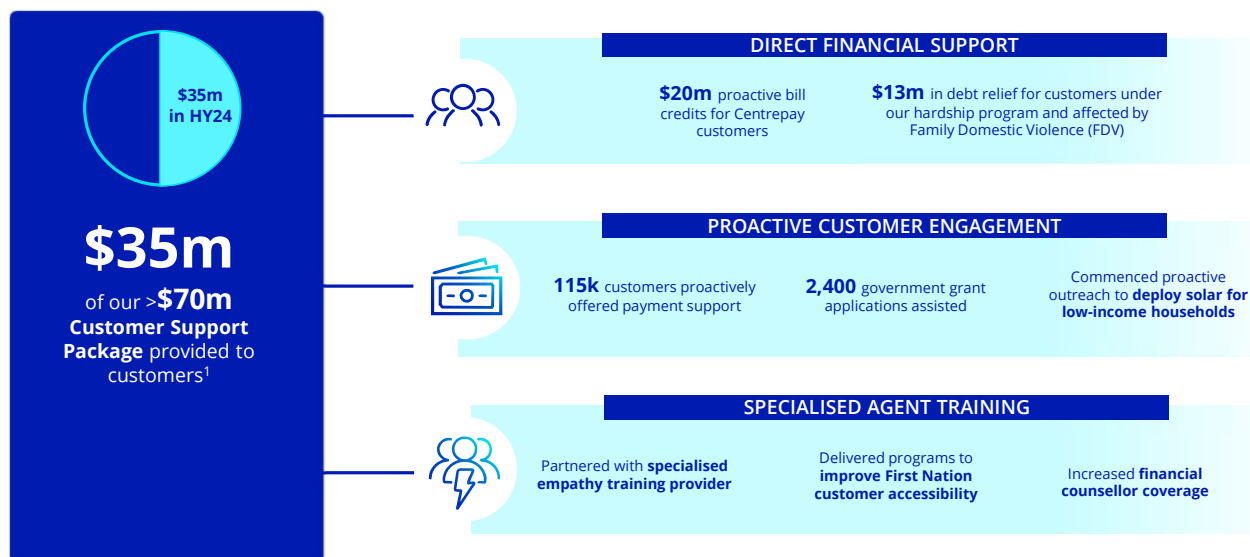 $35m
in HY24
$35m
of our >$70m
Customer Support
Package provided to
customers1
DIRECT FINANCIAL SUPPORT
$20m proactive bill
credits for Centrepay
customers
$13m in debt relief for customers under
our hardship program and affected by
Family Domestic Violence (FDV)
PROACTIVE CUSTOMER ENGAGEMENT
115k customers proactively
offered payment support
2,400 government grant
applications assisted
Commenced proactive
outreach to deploy solar for
low-income households
SPECIALISED AGENT TRAINING
Partnered with specialised
empathy training provider
Delivered programs to
improve First Nation
customer accessibility
Increased financial
counsellor coverage